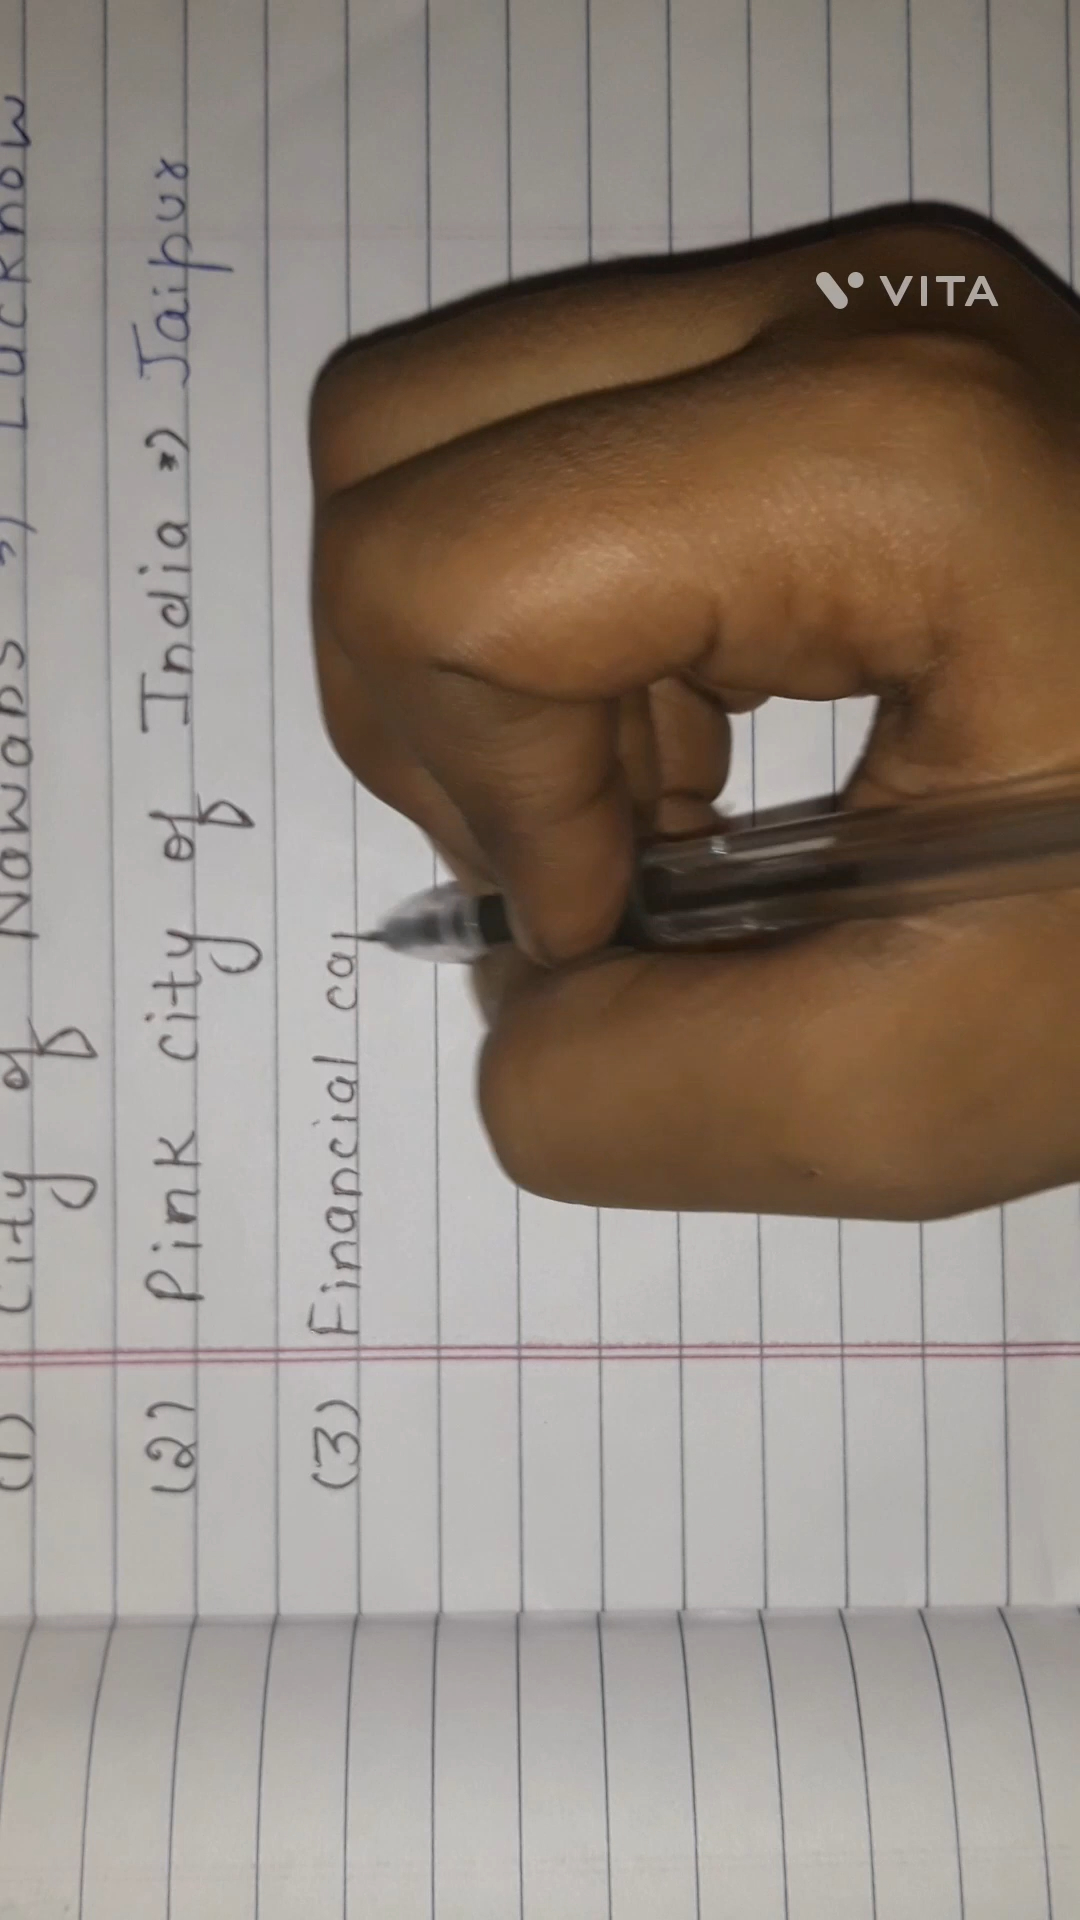 (1) City of Nawabs => Lucknow
(2) Pink city of India => Jaipur
(3) Financial ca
VITA